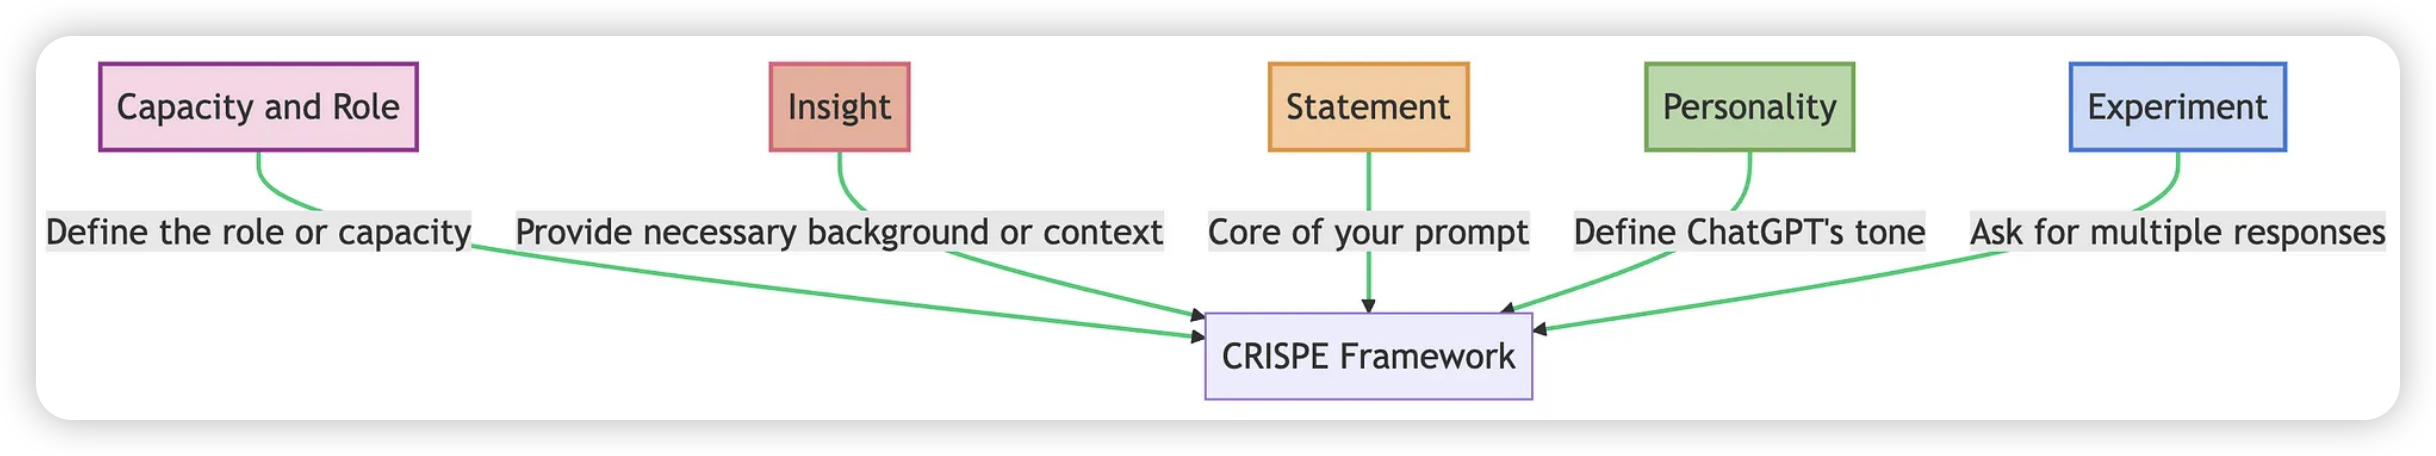 Capacity and Role
Insight
Statement
Personality
Experiment
Define the role or capacity
Provide necessary background or context
Core of your prompt
Define ChatGPT's tone
Ask for multiple responses
CRISPE Framework